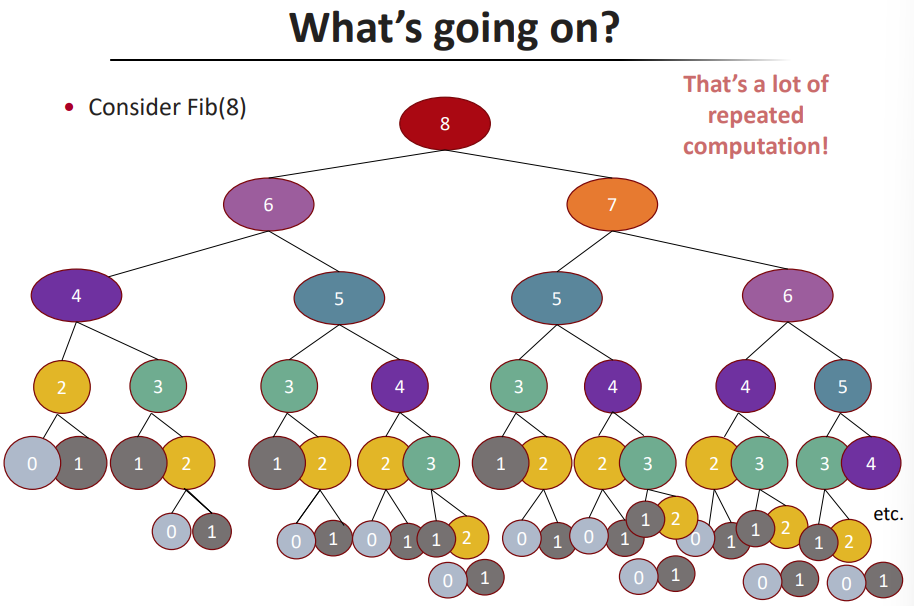 What's going on?
• Consider Fib(8)
That's a lot of
repeated
computation!
8
6 7
4 5 5 6
2 3 3 4 3 4 4 5
0 1 1 2 1 2 2 3 1 2 2 3 2 3 3 4
etc.
1 2 1 2
0 1 0 1 0 1 1 2 0 1 0 1 0 1 1 2
0 1 0 1 0 1 0 1